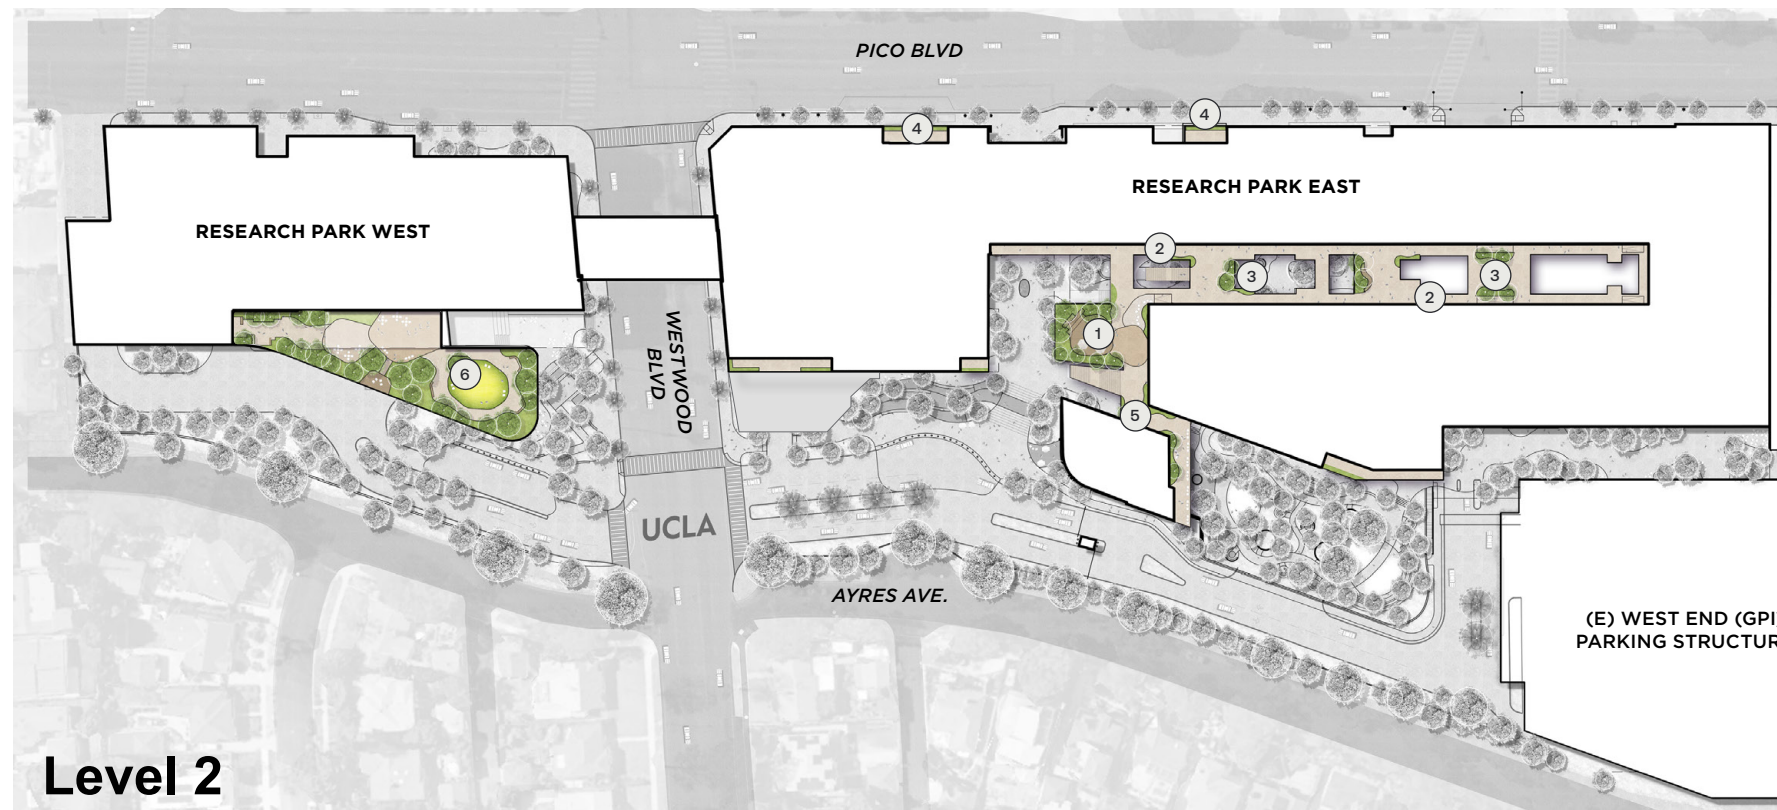 PICO BLVD
4
4
RESEARCH PARK EAST
RESEARCH PARK WEST
2
3
3
2
1
WESTWOOD
BLVD
6
5
UCLA
AYRES AVE.
(E) WEST END (GPI)
PARKING STRUCTUR
Level 2